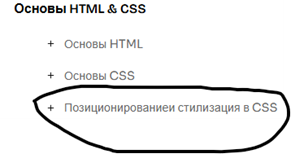 Основы HTML & CSS
+ Основы HTML
+ Основы CSS
+ Позиционированиеи стилизация в CSS